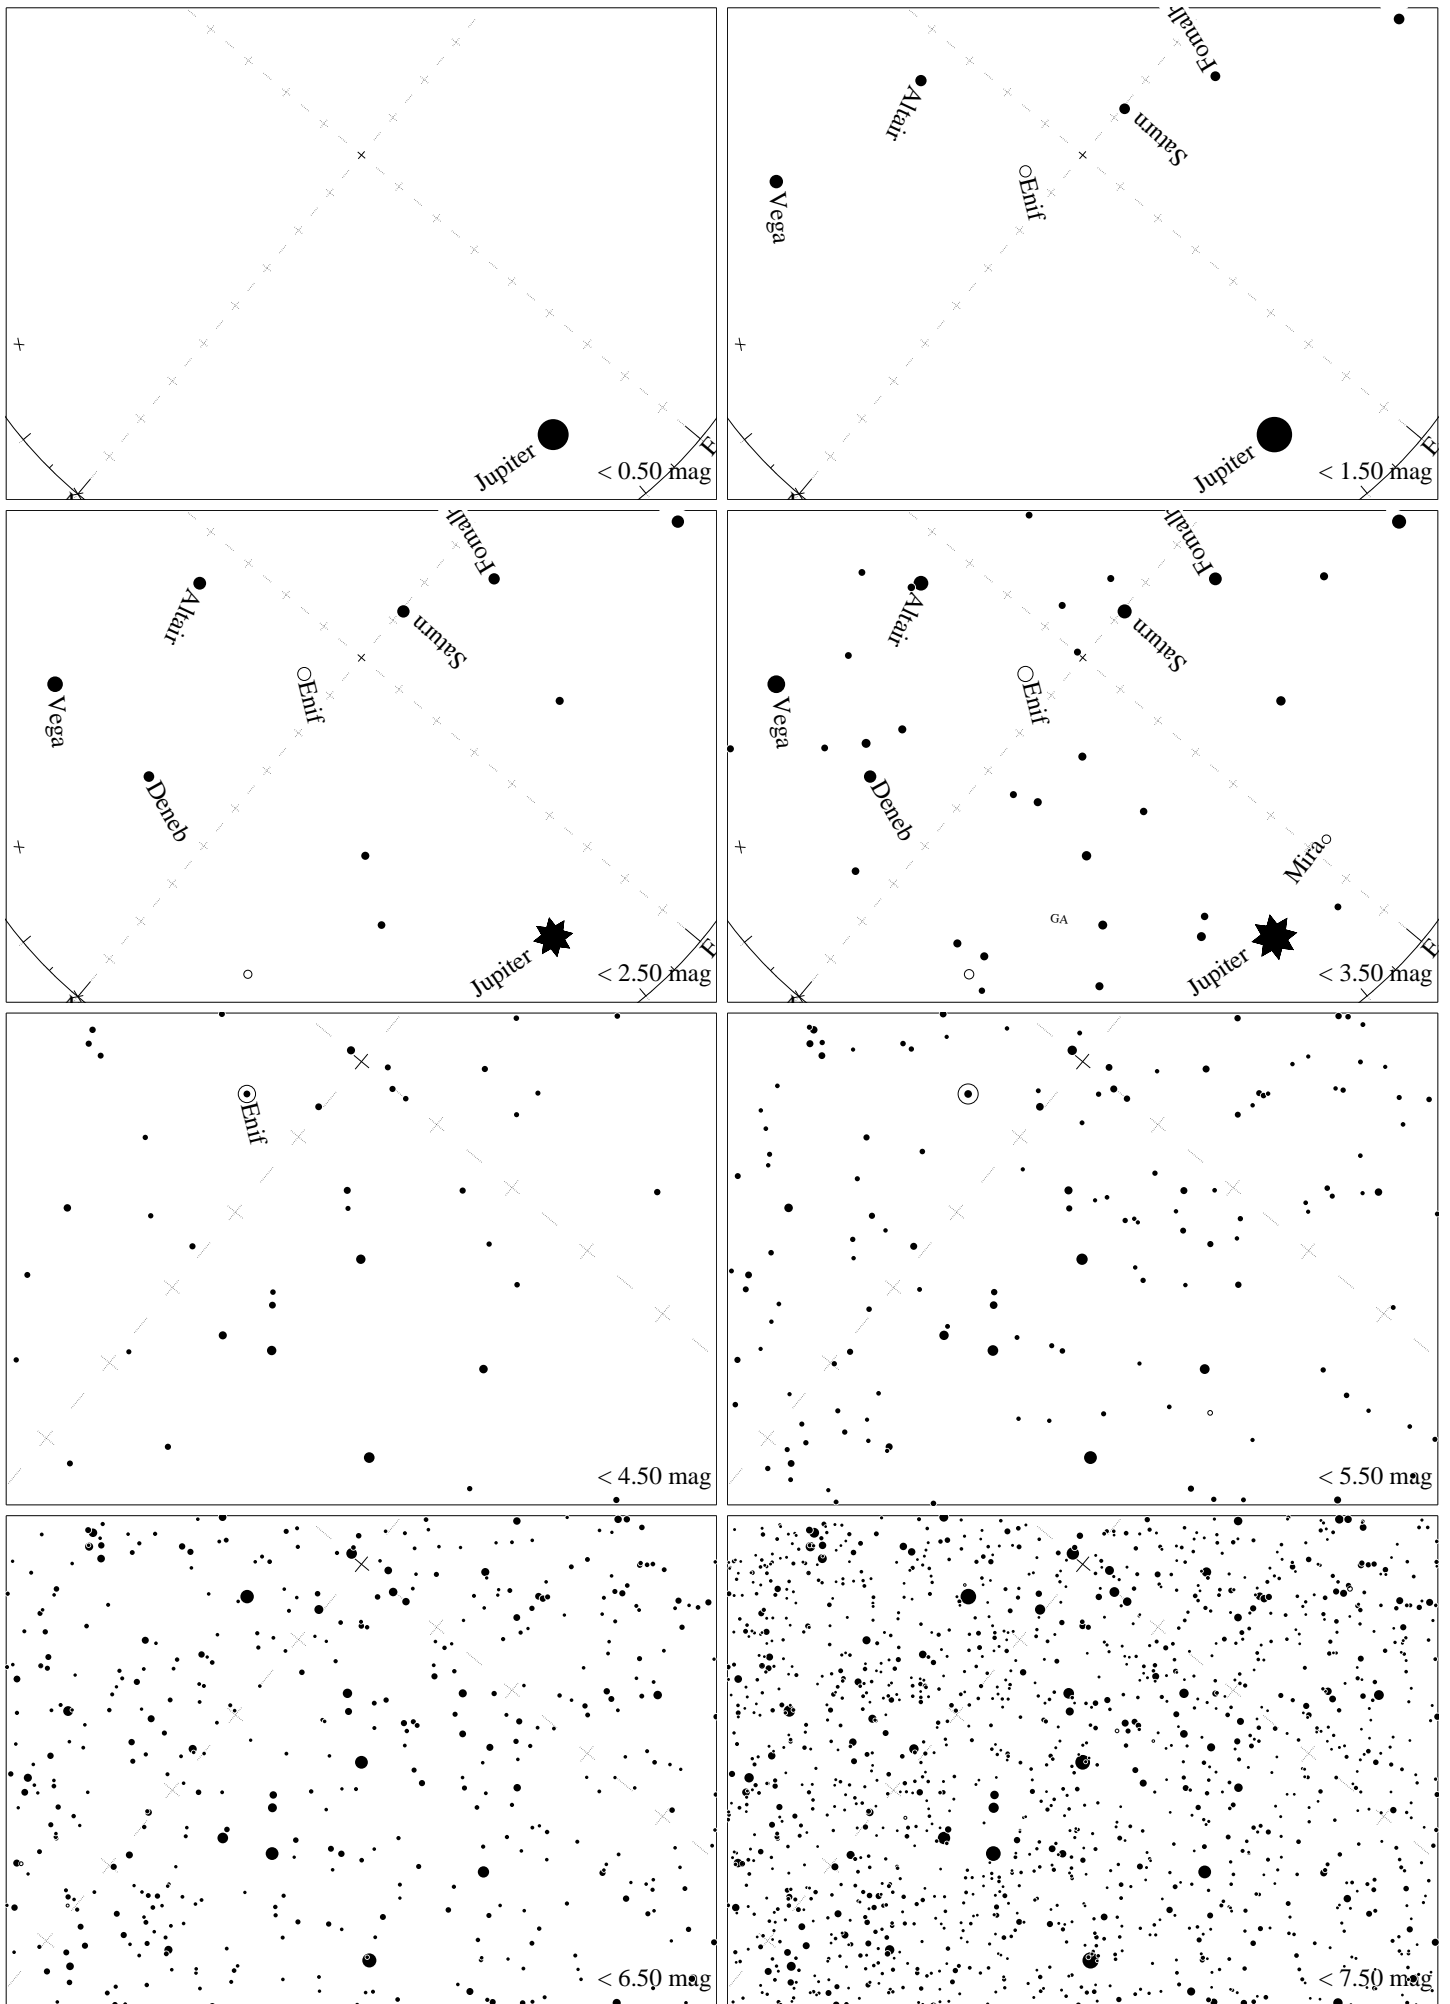 Jupiter
E
< 0.50 mag
Fomalh
Altair
Saturn
Enif
Vega
Jupiter
E
< 1.50 mag
Fomalh
Altair
Saturn
Enif
Vega
Deneb
Jupiter
E
< 2.50 mag
Fomalh
Altair
Saturn
Enif
Vega
Deneb
Mira
GA
Jupiter
E
< 3.50 mag
Enif
< 4.50 mag
< 5.50 mag
< 6.50 mag
< 7.50 mag